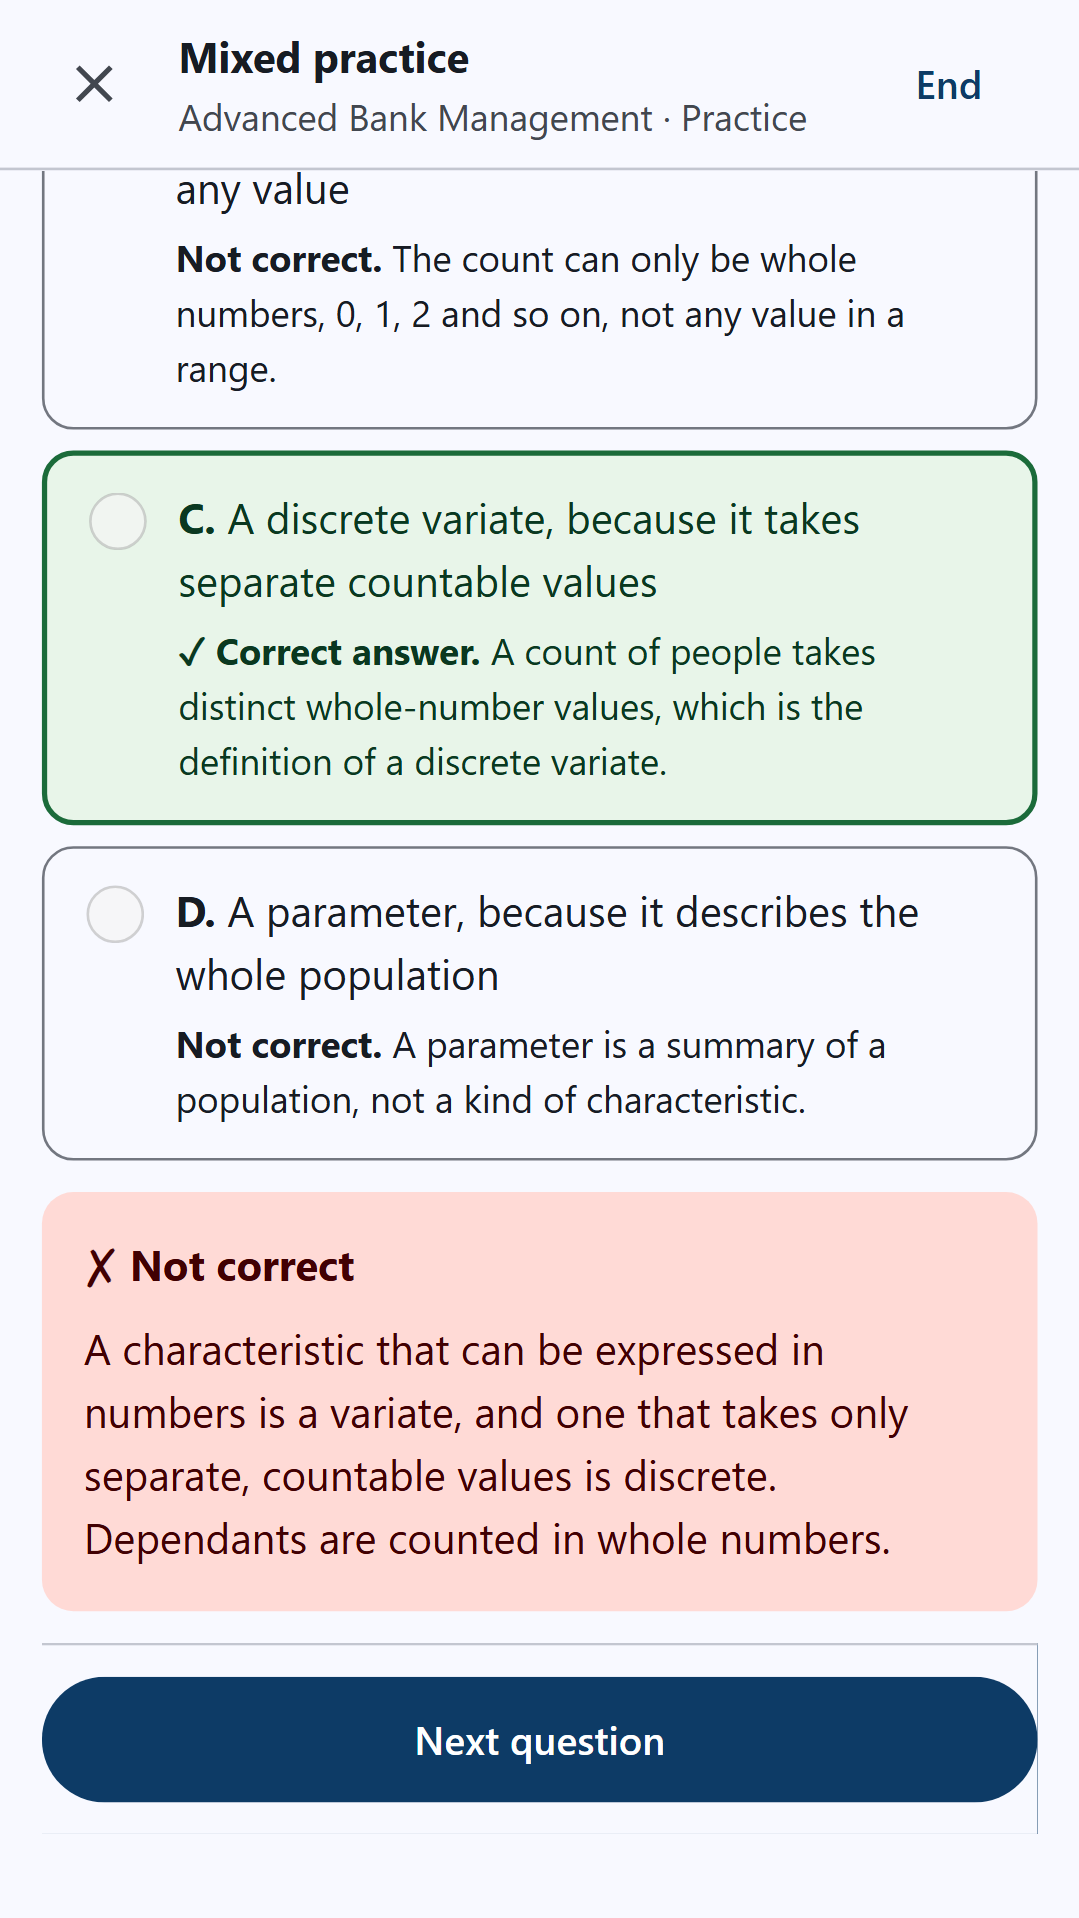 Mixed practice
End
Advanced Bank Management · Practice
any value
Not correct. The count can only be whole
numbers, 0, 1, 2 and so on, not any value in a
range.
C. A discrete variate, because it takes
separate countable values
✓ Correct answer. A count of people takes
distinct whole-number values, which is the
definition of a discrete variate.
D. A parameter, because it describes the
whole population
Not correct. A parameter is a summary of a
population, not a kind of characteristic.
✗ Not correct
A characteristic that can be expressed in
numbers is a variate, and one that takes only
separate, countable values is discrete.
Dependants are counted in whole numbers.
Next question